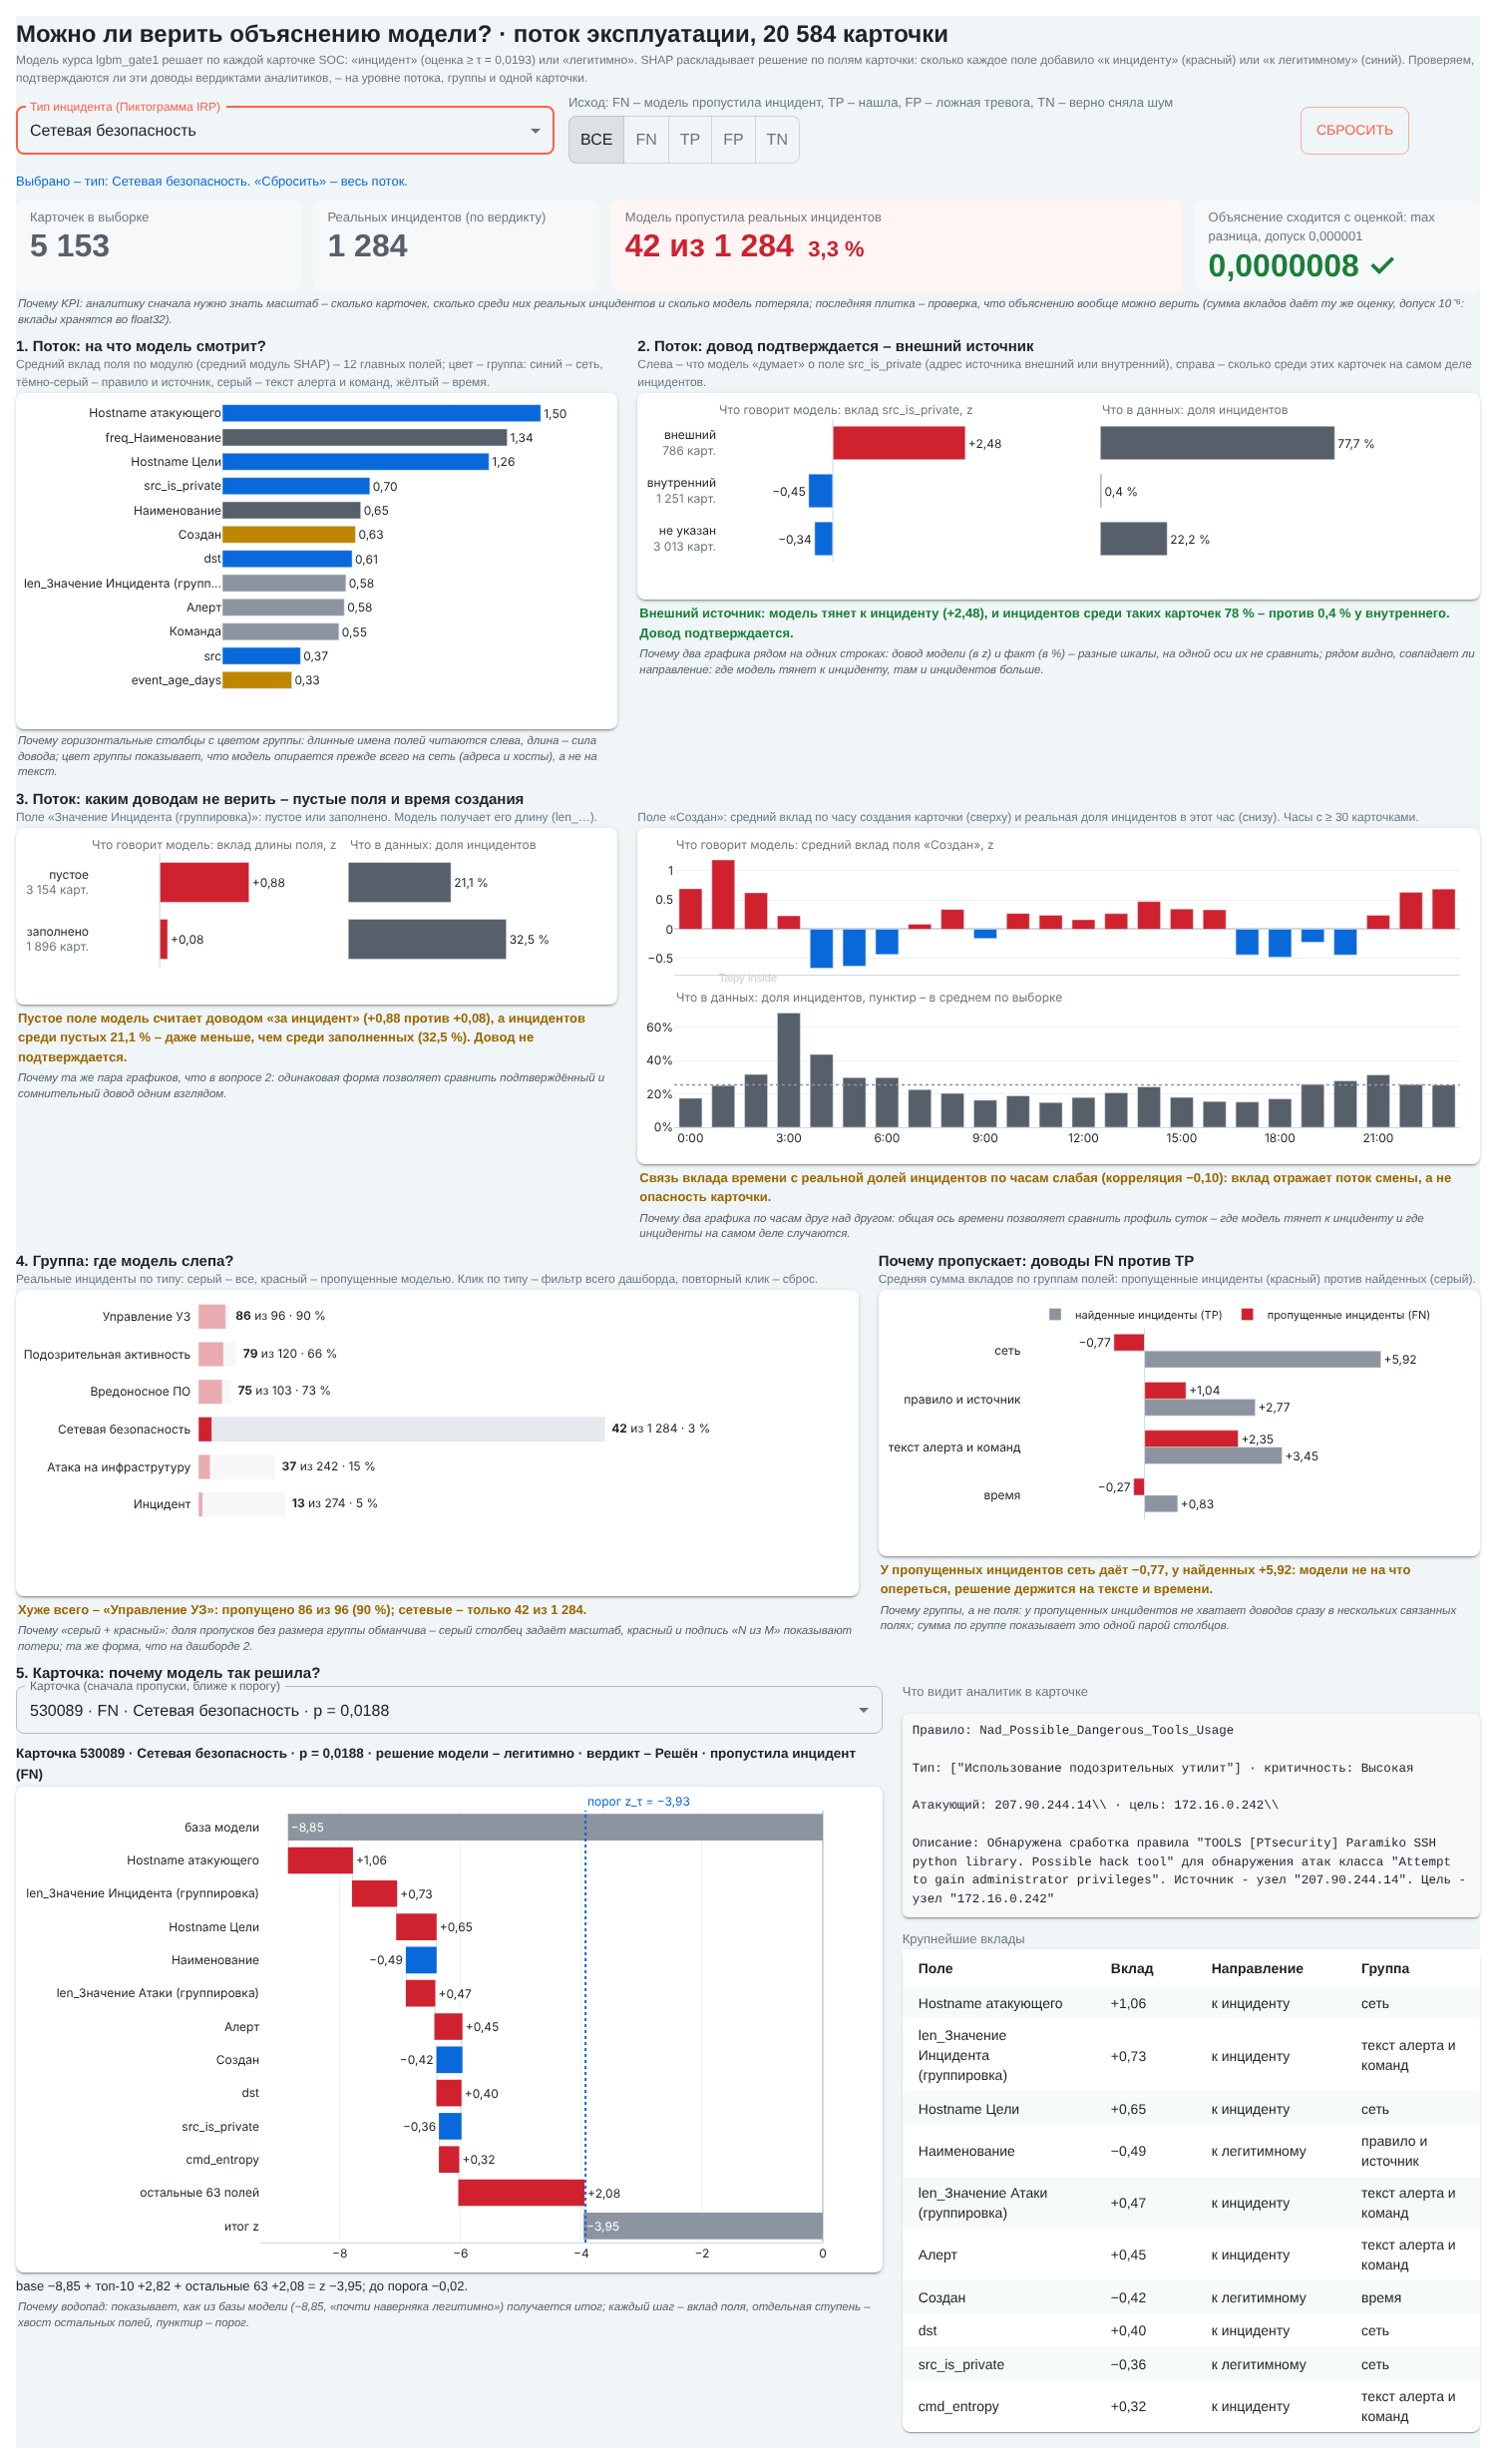 Можно ли верить объяснению модели? · поток эксплуатации, 20 584 карточки
Модель курса lgbm_gate1 решает по каждой карточке SOC: «инцидент» (оценка ≥ τ = 0,0193) или «легитимно». SHAP раскладывает решение по полям карточки: сколько каждое поле добавило «к инциденту» (красный) или «к легитимному» (синий). Проверяем,
подтверждаются ли эти доводы вердиктами аналитиков, – на уровне потока, группы и одной карточки.
Тип инцидента (Пиктограмма IRP)
Сетевая безопасность
Исход: FN – модель пропустила инцидент, TP – нашла, FP – ложная тревога, TN – верно сняла шум
ВСЕ FN TP FP TN
СБРОСИТЬ
Выбрано – тип: Сетевая безопасность. «Сбросить» – весь поток.
Карточек в выборке
5 153
Реальных инцидентов (по вердикту)
1 284
Модель пропустила реальных инцидентов
42 из 1 284 3,3 %
Объяснение сходится с оценкой: max
разница, допуск 0,000001
0,0000008 ✓
Почему KPI: аналитику сначала нужно знать масштаб – сколько карточек, сколько среди них реальных инцидентов и сколько модель потеряла; последняя плитка – проверка, что объяснению вообще можно верить (сумма вкладов даёт ту же оценку, допуск 10⁻⁶:
вклады хранятся во float32).
1. Поток: на что модель смотрит?
Средний вклад поля по модулю (средний модуль SHAP) – 12 главных полей; цвет – группа: синий – сеть,
тёмно-серый – правило и источник, серый – текст алерта и команд, жёлтый – время.
Hostname атакующего 1,50
freq_Наименование 1,34
Hostname Цели 1,26
src_is_private 0,70
Наименование 0,65
Создан 0,63
dst 0,61
len_Значение Инцидента (групп... 0,58
Алерт 0,58
Команда 0,55
src 0,37
event_age_days 0,33
Почему горизонтальные столбцы с цветом группы: длинные имена полей читаются слева, длина – сила
довода; цвет группы показывает, что модель опирается прежде всего на сеть (адреса и хосты), а не на
текст.
2. Поток: довод подтверждается – внешний источник
Слева – что модель «думает» о поле src_is_private (адрес источника внешний или внутренний), справа – сколько среди этих карточек на самом деле
инцидентов.
Что говорит модель: вклад src_is_private, z
Что в данных: доля инцидентов
внешний
786 карт.
+2,48
77,7 %
внутренний
1 251 карт.
−0,45
0,4 %
не указан
3 013 карт.
−0,34
22,2 %
Внешний источник: модель тянет к инциденту (+2,48), и инцидентов среди таких карточек 78 % – против 0,4 % у внутреннего.
Довод подтверждается.
Почему два графика рядом на одних строках: довод модели (в z) и факт (в %) – разные шкалы, на одной оси их не сравнить; рядом видно, совпадает ли
направление: где модель тянет к инциденту, там и инцидентов больше.
3. Поток: каким доводам не верить – пустые поля и время создания
Поле «Значение Инцидента (группировка)»: пустое или заполнено. Модель получает его длину (len_…).
Что говорит модель: вклад длины поля, z
Что в данных: доля инцидентов
пустое
3 154 карт.
+0,88
21,1 %
заполнено
1 896 карт.
+0,08
32,5 %
Пустое поле модель считает доводом «за инцидент» (+0,88 против +0,08), а инцидентов
среди пустых 21,1 % – даже меньше, чем среди заполненных (32,5 %). Довод не
подтверждается.
Почему та же пара графиков, что в вопросе 2: одинаковая форма позволяет сравнить подтверждённый и
сомнительный довод одним взглядом.
Поле «Создан»: средний вклад по часу создания карточки (сверху) и реальная доля инцидентов в этот час (снизу). Часы с ≥ 30 карточками.
Что говорит модель: средний вклад поля «Создан», z
1
0.5
0
−0.5
Taipy inside
Что в данных: доля инцидентов, пунктир – в среднем по выборке
60%
40%
20%
0%
0:00 3:00 6:00 9:00 12:00 15:00 18:00 21:00
Связь вклада времени с реальной долей инцидентов по часам слабая (корреляция −0,10): вклад отражает поток смены, а не
опасность карточки.
Почему два графика по часам друг над другом: общая ось времени позволяет сравнить профиль суток – где модель тянет к инциденту и где
инциденты на самом деле случаются.
4. Группа: где модель слепа?
Реальные инциденты по типу: серый – все, красный – пропущенные моделью. Клик по типу – фильтр всего дашборда, повторный клик – сброс.
Управление УЗ 86 из 96 · 90 %
Подозрительная активность 79 из 120 · 66 %
Вредоносное ПО 75 из 103 · 73 %
Сетевая безопасность 42 из 1 284 · 3 %
Атака на инфраструтуру 37 из 242 · 15 %
Инцидент 13 из 274 · 5 %
Хуже всего – «Управление УЗ»: пропущено 86 из 96 (90 %); сетевые – только 42 из 1 284.
Почему «серый + красный»: доля пропусков без размера группы обманчива – серый столбец задаёт масштаб, красный и подпись «N из M» показывают
потери; та же форма, что на дашборде 2.
Почему пропускает: доводы FN против TP
Средняя сумма вкладов по группам полей: пропущенные инциденты (красный) против найденных (серый).
найденные инциденты (TP) пропущенные инциденты (FN)
сеть −0,77 +5,92
правило и источник +1,04 +2,77
текст алерта и команд +2,35 +3,45
время −0,27 +0,83
У пропущенных инцидентов сеть даёт −0,77, у найденных +5,92: модели не на что
опереться, решение держится на тексте и времени.
Почему группы, а не поля: у пропущенных инцидентов не хватает доводов сразу в нескольких связанных
полях; сумма по группе показывает это одной парой столбцов.
5. Карточка: почему модель так решила?
Карточка (сначала пропуски, ближе к порогу)
530089 · FN · Сетевая безопасность · p = 0,0188
Карточка 530089 · Сетевая безопасность · p = 0,0188 · решение модели – легитимно · вердикт – Решён · пропустила инцидент
(FN)
порог z_τ = −3,93
база модели −8,85
Hostname атакующего +1,06
len_Значение Инцидента (группировка) +0,73
Hostname Цели +0,65
Наименование −0,49
len_Значение Атаки (группировка) +0,47
Алерт +0,45
Создан −0,42
dst +0,40
src_is_private −0,36
cmd_entropy +0,32
остальные 63 полей +2,08
итог z −3,95
−8 −6 −4 −2 0
base −8,85 + топ-10 +2,82 + остальные 63 +2,08 = z −3,95; до порога −0,02.
Почему водопад: показывает, как из базы модели (−8,85, «почти наверняка легитимно») получается итог; каждый шаг – вклад поля, отдельная ступень –
хвост остальных полей, пунктир – порог.
Что видит аналитик в карточке
Правило: Nad_Possible_Dangerous_Tools_Usage
Тип: ["Использование подозрительных утилит"] · критичность: Высокая
Атакующий: 207.90.244.14\\ · цель: 172.16.0.242\\
Описание: Обнаружена сработка правила "TOOLS [PTsecurity] Paramiko SSH
python library. Possible hack tool" для обнаружения атак класса "Attempt
to gain administrator privileges". Источник - узел "207.90.244.14". Цель -
узел "172.16.0.242"
Крупнейшие вклады
Поле Вклад Направление Группа
Hostname атакующего +1,06 к инциденту сеть
len_Значение
Инцидента
(группировка)
+0,73 к инциденту
текст алерта и
команд
Hostname Цели +0,65 к инциденту сеть
Наименование −0,49 к легитимному
правило и
источник
len_Значение Атаки
(группировка)
+0,47 к инциденту
текст алерта и
команд
Алерт +0,45 к инциденту
текст алерта и
команд
Создан −0,42 к легитимному время
dst +0,40 к инциденту сеть
src_is_private −0,36 к легитимному сеть
cmd_entropy +0,32 к инциденту
текст алерта и
команд